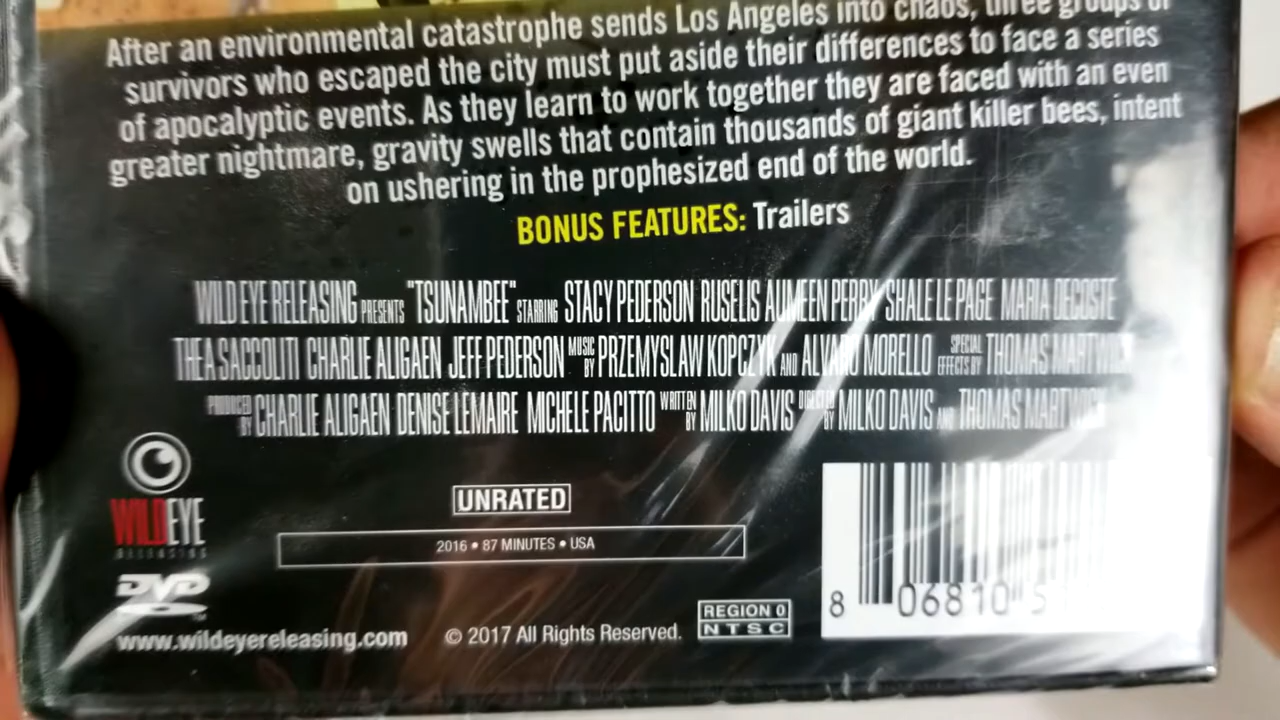 After an environmental catastrophe sends Los Angeles into chaos, three groups of
survivors who escaped the city must put aside their differences to face a series
of apocalyptic events. As they learn to work together they are faced with an even
greater nightmare, gravity swells that contain thousands of giant killer bees, intent
on ushering in the prophesized end of the world.
BONUS FEATURES: Trailers
WILD EYE RELEASING PRESENTS "TSUNAMBEE" STARRING STACY PEDERSON RUSELIS AUMEEN PERRY SHALE LE PAGE MARIA DECOSTE
THEA SACCOLITI CHARLIE ALIGAEN JEFF PEDERSON MUSIC BY PRZEMYSLAW KOPCZYK AND ALVARO MORELLO SPECIAL EFFECTS BY THOMAS
PRODUCED BY CHARLIE ALIGAEN DENISE LEMAIRE MICHELE PACITTO WRITTEN BY MILKO DAVIS DIRECTED BY MILKO DAVIS AND THOMAS
WILDEYE
RELEASING
UNRATED
2016 • 87 MINUTES • USA
DVD
www.wildeyereleasing.com
© 2017 All Rights Reserved.
REGION 0
NTSC
8 06810 5